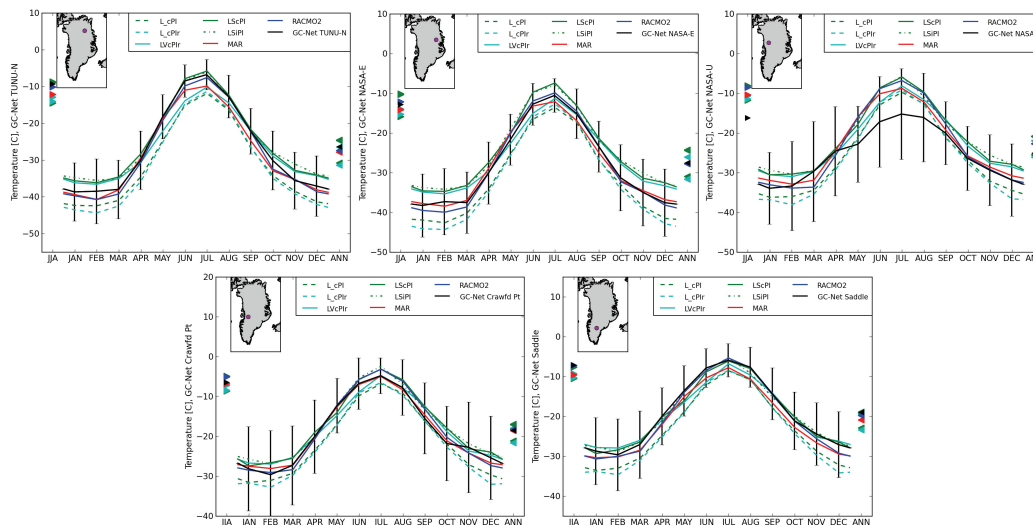 L_cPI LScPI RACMO2
L_cPIr LSiPI GC-Net TUNU-N
LVcPIr MAR
Temperature [C], GC-Net TUNU-N
10
0
−10
−20
−30
−40
−50
JJA JAN FEB MAR APR MAY JUN JUL AUG SEP OCT NOV DEC ANN
L_cPI LScPI RACMO2
L_cPIr LSiPI GC-Net NASA-E
LVcPIr MAR
Temperature [C], GC-Net NASA-E
10
0
−10
−20
−30
−40
−50
JJA JAN FEB MAR APR MAY JUN JUL AUG SEP OCT NOV DEC ANN
L_cPI LScPI RACMO2
L_cPIr LSiPI GC-Net NASA
LVcPIr MAR
Temperature [C], GC-Net NASA-U
10
0
−10
−20
−30
−40
−50
JJA JAN FEB MAR APR MAY JUN JUL AUG SEP OCT NOV DEC AN
L_cPI LScPI RACMO2
L_cPIr LSiPI GC-Net Crawfd Pt
LVcPIr MAR
Temperature [C], GC-Net Crawfd Pt
20
10
0
−10
−20
−30
−40
JJA JAN FEB MAR APR MAY JUN JUL AUG SEP OCT NOV DEC ANN
L_cPI LScPI RACMO2
L_cPIr LSiPI GC-Net Saddle
LVcPIr MAR
Temperature [C], GC-Net Saddle
10
0
−10
−20
−30
−40
JJA JAN FEB MAR APR MAY JUN JUL AUG SEP OCT NOV DEC ANN